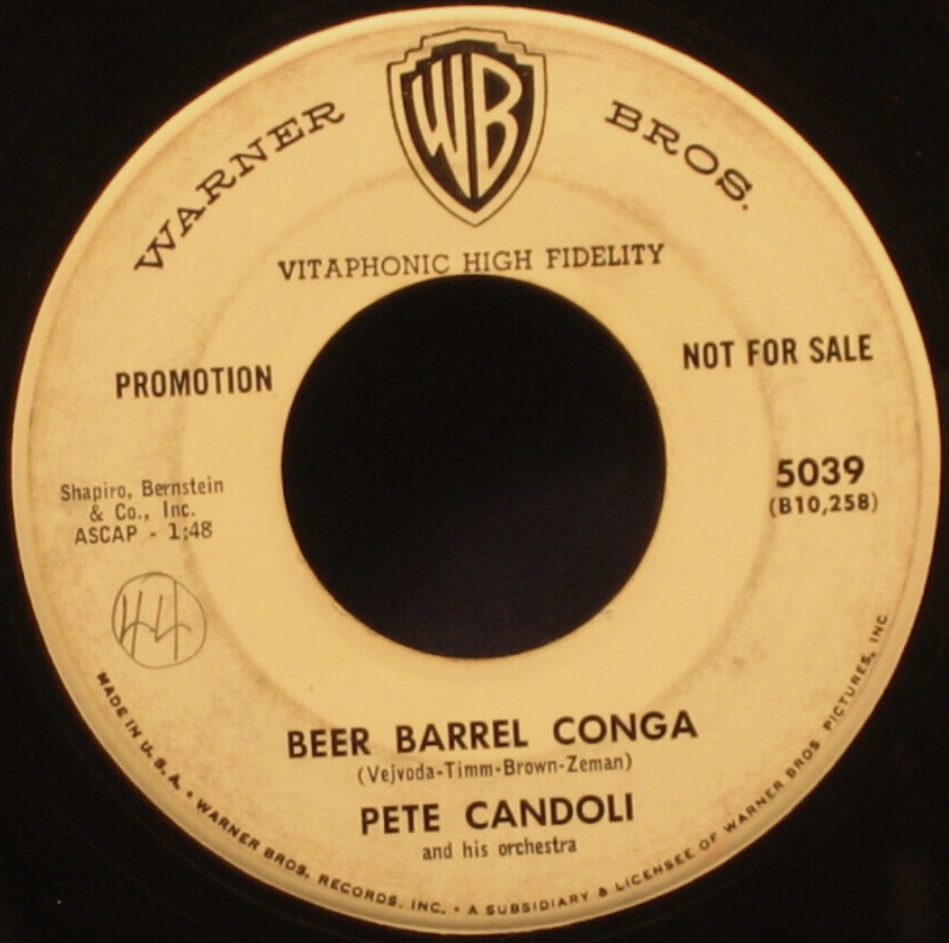 WB
WARNER BROS.
VITAPHONIC HIGH FIDELITY
PROMOTION
NOT FOR SALE
Shapiro, Bernstein
& Co., Inc.
ASCAP - 1:48
5039
(B10,258)
44
BEER BARREL CONGA
(Vejvoda-Timm-Brown-Zeman)
PETE CANDOLI
and his orchestra
MADE IN U.S.A. • WARNER BROS. RECORDS, INC. • A SUBSIDIARY & LICENSEE OF WARNER BROS. PICTURES, INC